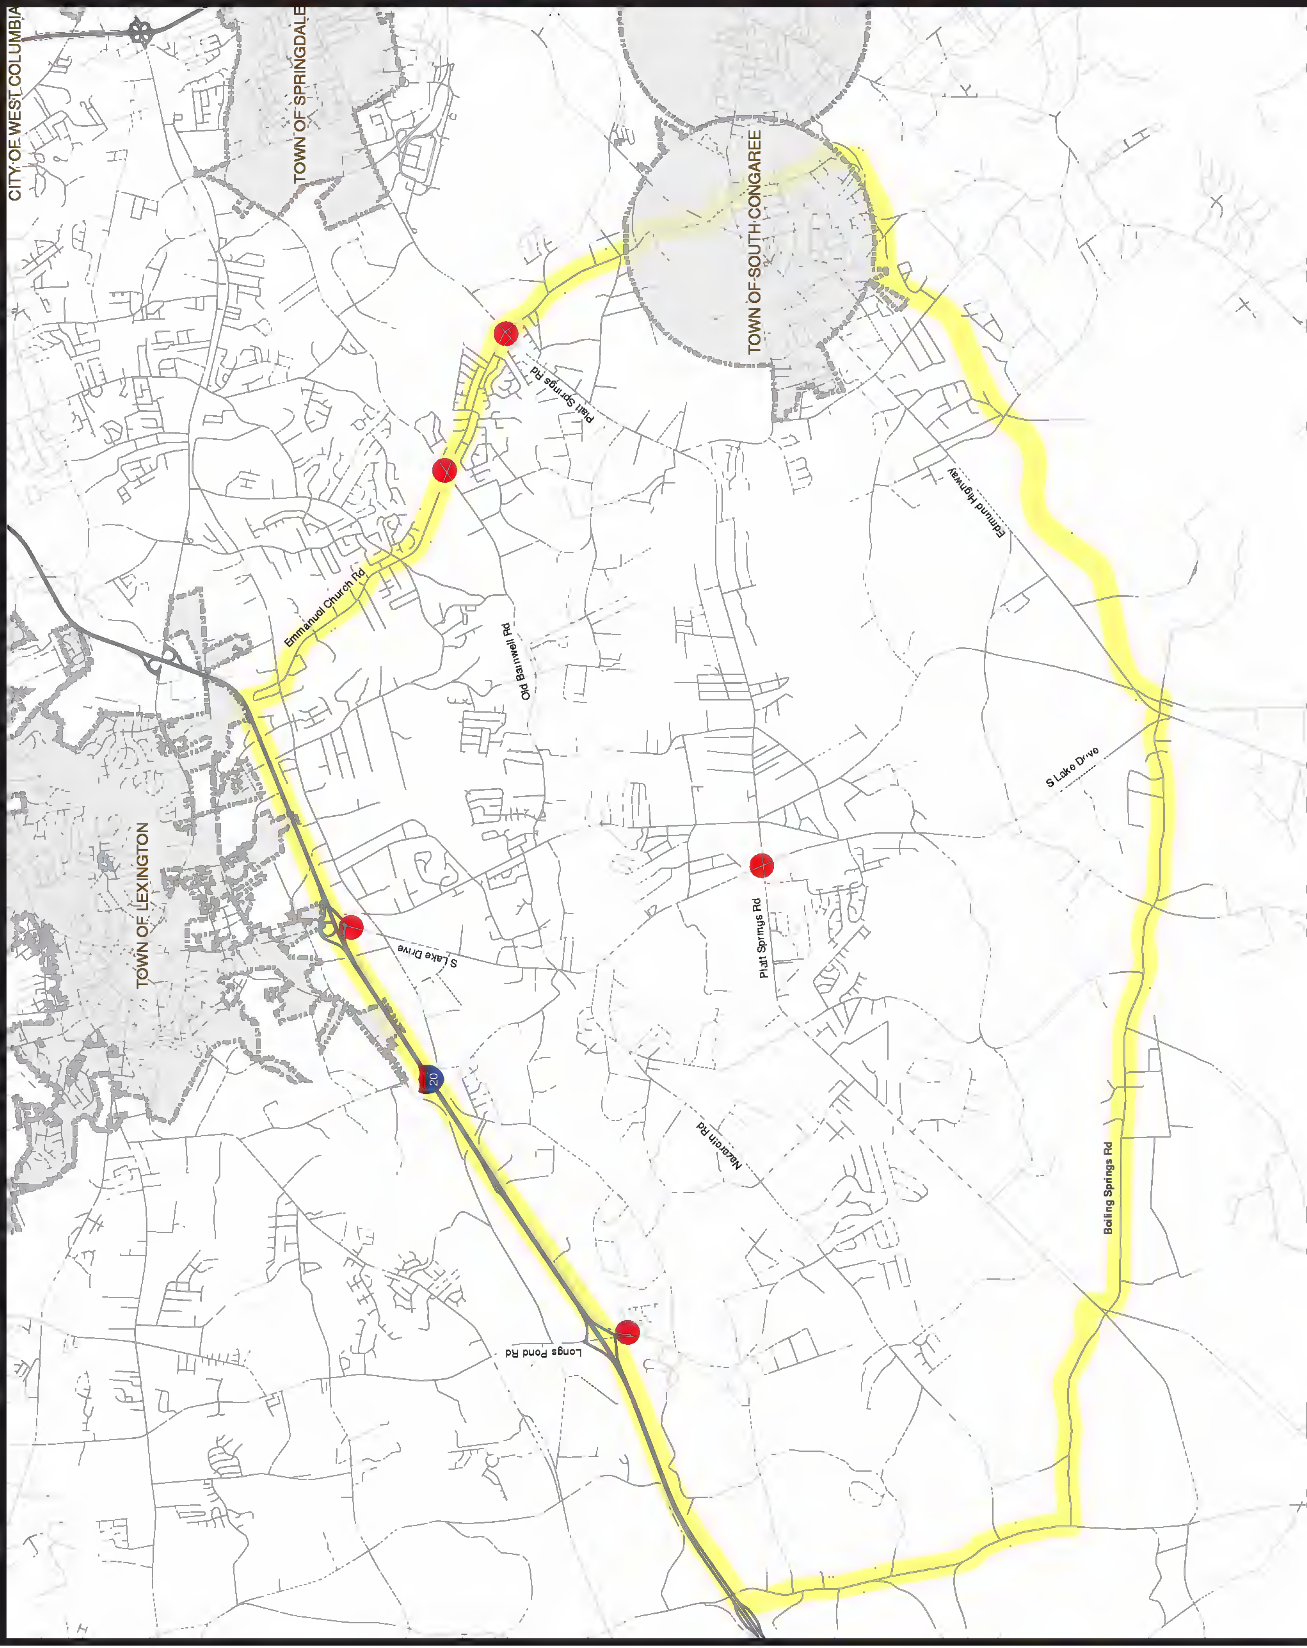 CITY OF WEST COLUMBIA
TOWN OF SPRINGDALE
TOWN OF SOUTH CONGAREE
Platt Springs Rd
Edmund Highway
Emmanuel Church Rd
Old Barnwell Rd
S Lake Drive
TOWN OF LEXINGTON
S Lake Drive
Platt Springs Rd
20
Nazareth Rd
Boiling Springs Rd
Longs Pond Rd